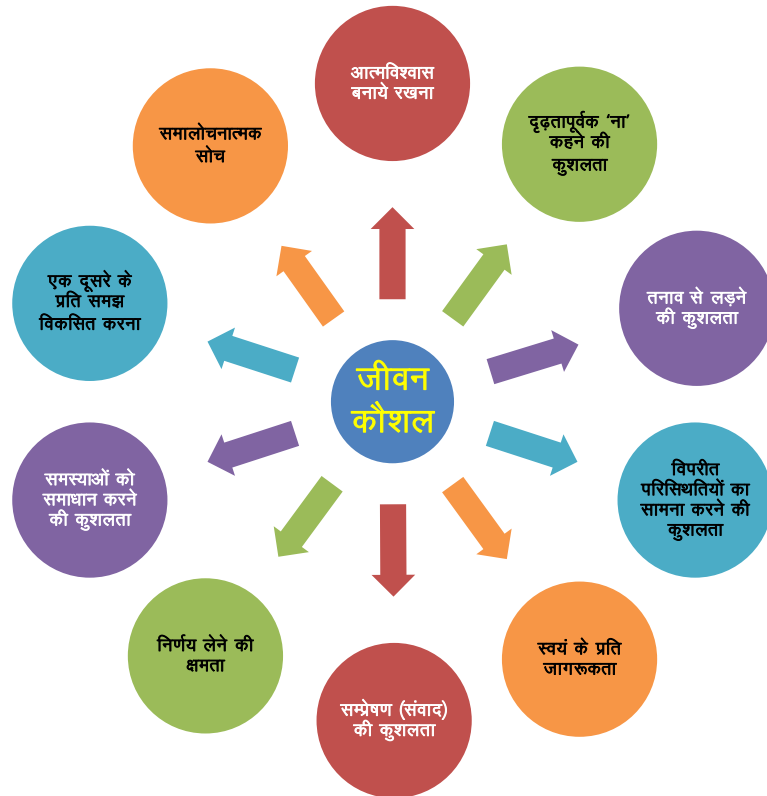 आत्मविश्वास
बनाये रखना
दृढ़तापूर्वक ‘ना’
कहने की
कुशलता
तनाव से लड़ने
की कुशलता
विपरीत
परिसिथतियों का
सामना करने की
कुशलता
स्वयं के प्रति
जागरूकता
सम्प्रेषण (संवाद)
की कुशलता
निर्णय लेने की
क्षमता
समस्याओं को
समाधान करने
की कुशलता
एक दूसरे के
प्रति समझ
विकसित करना
समालोचनात्मक
सोच
जीवन
कौशल